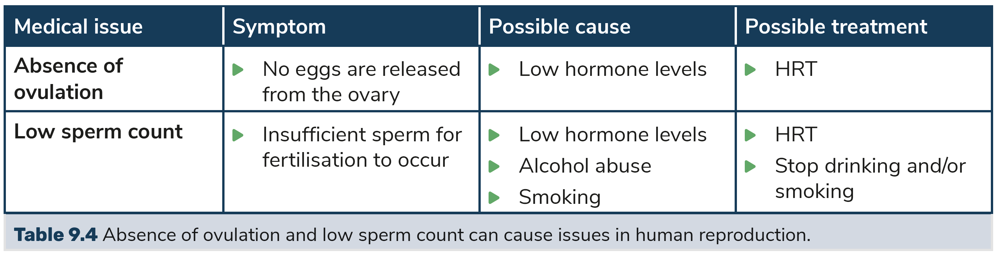 Medical issue
Symptom
Possible cause
Possible treatment
Absence of
ovulation
No eggs are released
from the ovary
Low hormone levels
HRT
Low sperm count
Insufficient sperm for
fertilisation to occur
Low hormone levels
Alcohol abuse
Smoking
HRT
Stop drinking and/or
smoking
Table 9.4 Absence of ovulation and low sperm count can cause issues in human reproduction.